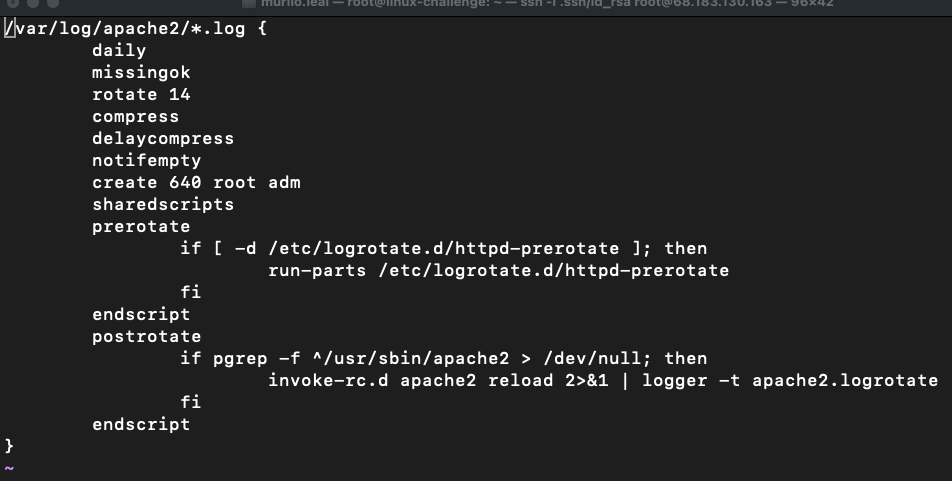 murilo.leal — root@linux-challenge: ~ — ssh -i .ssh/id_rsa root@68.183.130.163 — 96×42
/var/log/apache2/*.log {
        daily
        missingok
        rotate 14
        compress
        delaycompress
        notifempty
        create 640 root adm
        sharedscripts
        prerotate
                if [ -d /etc/logrotate.d/httpd-prerotate ]; then
                        run-parts /etc/logrotate.d/httpd-prerotate
                fi
        endscript
        postrotate
                if pgrep -f ^/usr/sbin/apache2 > /dev/null; then
                        invoke-rc.d apache2 reload 2>&1 | logger -t apache2.logrotate
                fi
        endscript
}
~